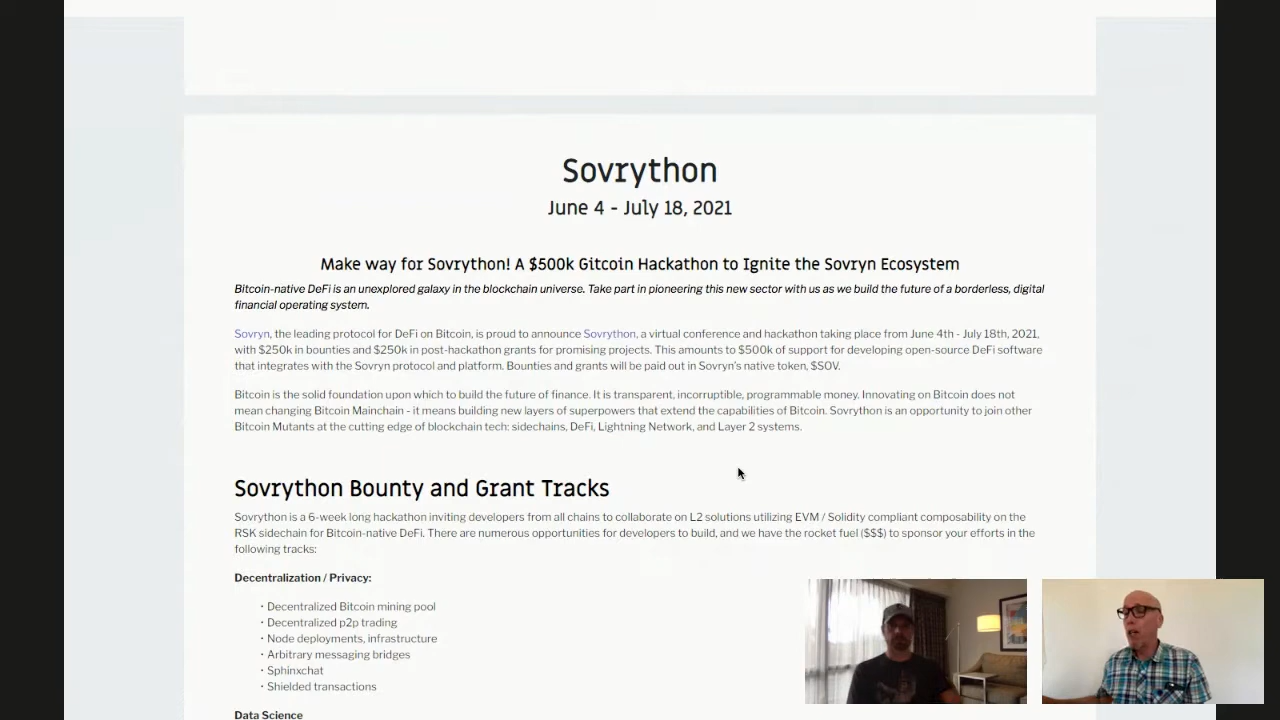 Sovrython
June 4 - July 18, 2021
Make way for Sovrython! A $500k Gitcoin Hackathon to Ignite the Sovryn Ecosystem
Bitcoin-native DeFi is an unexplored galaxy in the blockchain universe. Take part in pioneering this new sector with us as we build the future of a borderless, digital
financial operating system.
Sovryn, the leading protocol for DeFi on Bitcoin, is proud to announce Sovrython, a virtual conference and hackathon taking place from June 4th - July 18th, 2021,
with $250k in bounties and $250k in post-hackathon grants for promising projects. This amounts to $500k of support for developing open-source DeFi software
that integrates with the Sovryn protocol and platform. Bounties and grants will be paid out in Sovryn's native token, $SOV.
Bitcoin is the solid foundation upon which to build the future of finance. It is transparent, incorruptible, programmable money. Innovating on Bitcoin does not
mean changing Bitcoin Mainchain - it means building new layers of superpowers that extend the capabilities of Bitcoin. Sovrython is an opportunity to join other
Bitcoin Mutants at the cutting edge of blockchain tech: sidechains, DeFi, Lightning Network, and Layer 2 systems.
Sovrython Bounty and Grant Tracks
Sovrython is a 6-week long hackathon inviting developers from all chains to collaborate on L2 solutions utilizing EVM / Solidity compliant composability on the
RSK sidechain for Bitcoin-native DeFi. There are numerous opportunities for developers to build, and we have the rocket fuel ($$$) to sponsor your efforts in the
following tracks:
Decentralization / Privacy:
• Decentralized Bitcoin mining pool
• Decentralized p2p trading
• Node deployments, infrastructure
• Arbitrary messaging bridges
• Sphinxchat
• Shielded transactions
Data Science